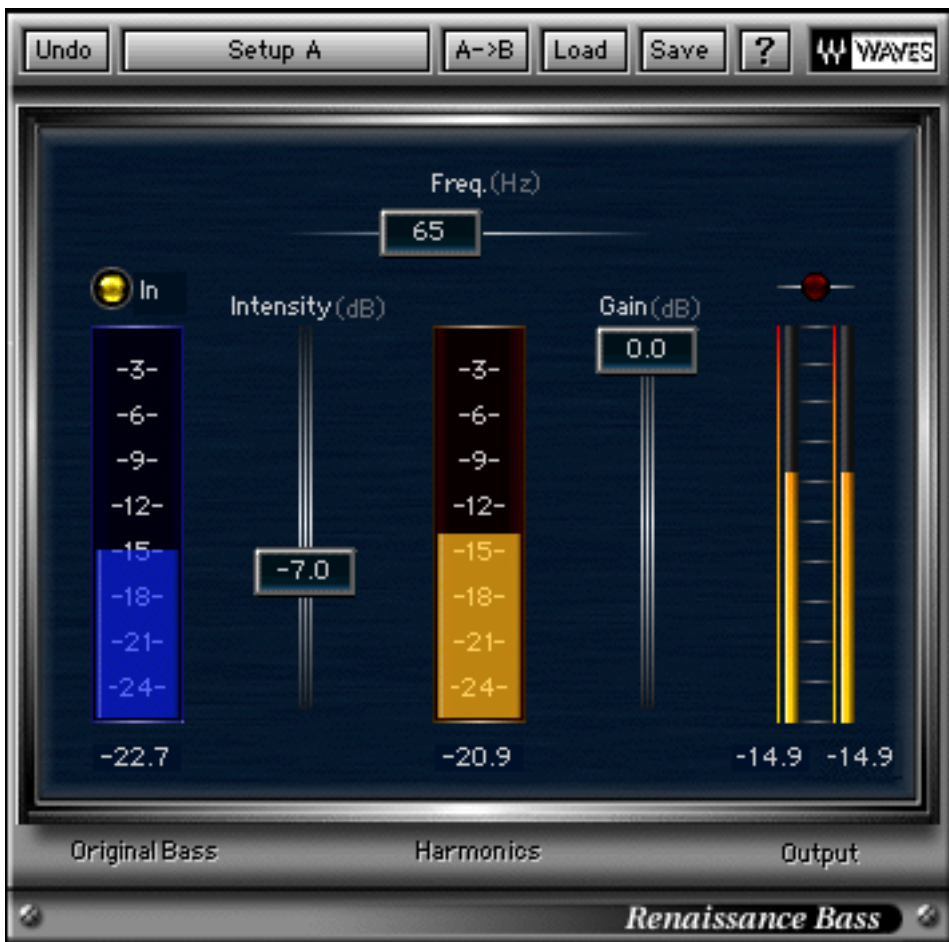 Undo Setup A A->B Load Save ? WAVES
Freq.(Hz)
65
In
Intensity(dB)
Gain(dB)
0.0
-3- -3-
-6- -6-
-9- -9-
-12- -12-
-15- -15-
-7.0
-18- -18-
-21- -21-
-24- -24-
-22.7 -20.9 -14.9 -14.9
Original Bass Harmonics Output
Renaissance Bass